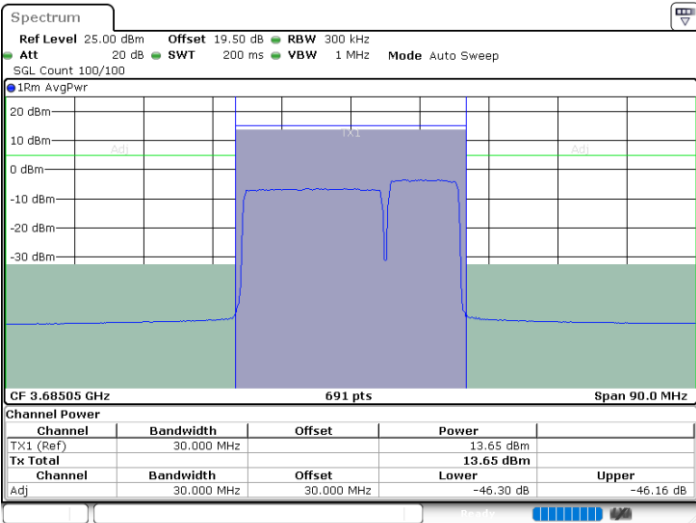 Spectrum
Ref Level 25.00 dBm Offset 19.50 dB RBW 300 kHz
Att 20 dB SWT 200 ms VBW 1 MHz Mode Auto Sweep
SGL Count 100/100
1Rm AvgPwr
20 dBm
TX1
10 dBm
Adj Adj
0 dBm
-10 dBm
-20 dBm
-30 dBm
CF 3.68505 GHz 691 pts Span 90.0 MHz
Channel Power
Channel Bandwidth Offset Power
TX1 (Ref) 30.000 MHz 13.65 dBm
Tx Total 13.65 dBm
Channel Bandwidth Offset Lower Upper
Adj 30.000 MHz 30.000 MHz -46.30 dB -46.16 dB
Ready